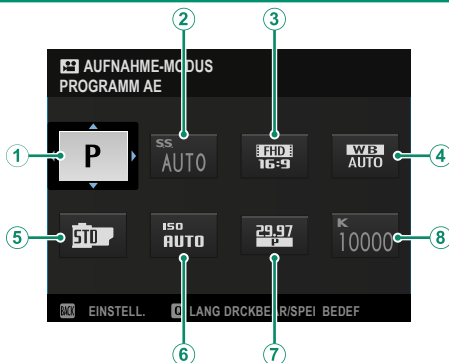 2 3
AUFNAHME-MODUS
PROGRAMM AE
1 P S.S. AUTO FHD 16:9 WB AUTO 4
5 STD ISO AUTO 29.97 P K 10000 8
BACK EINSTELL. Q LANG DRCKBEAR/SPEI BEDEF
6 7